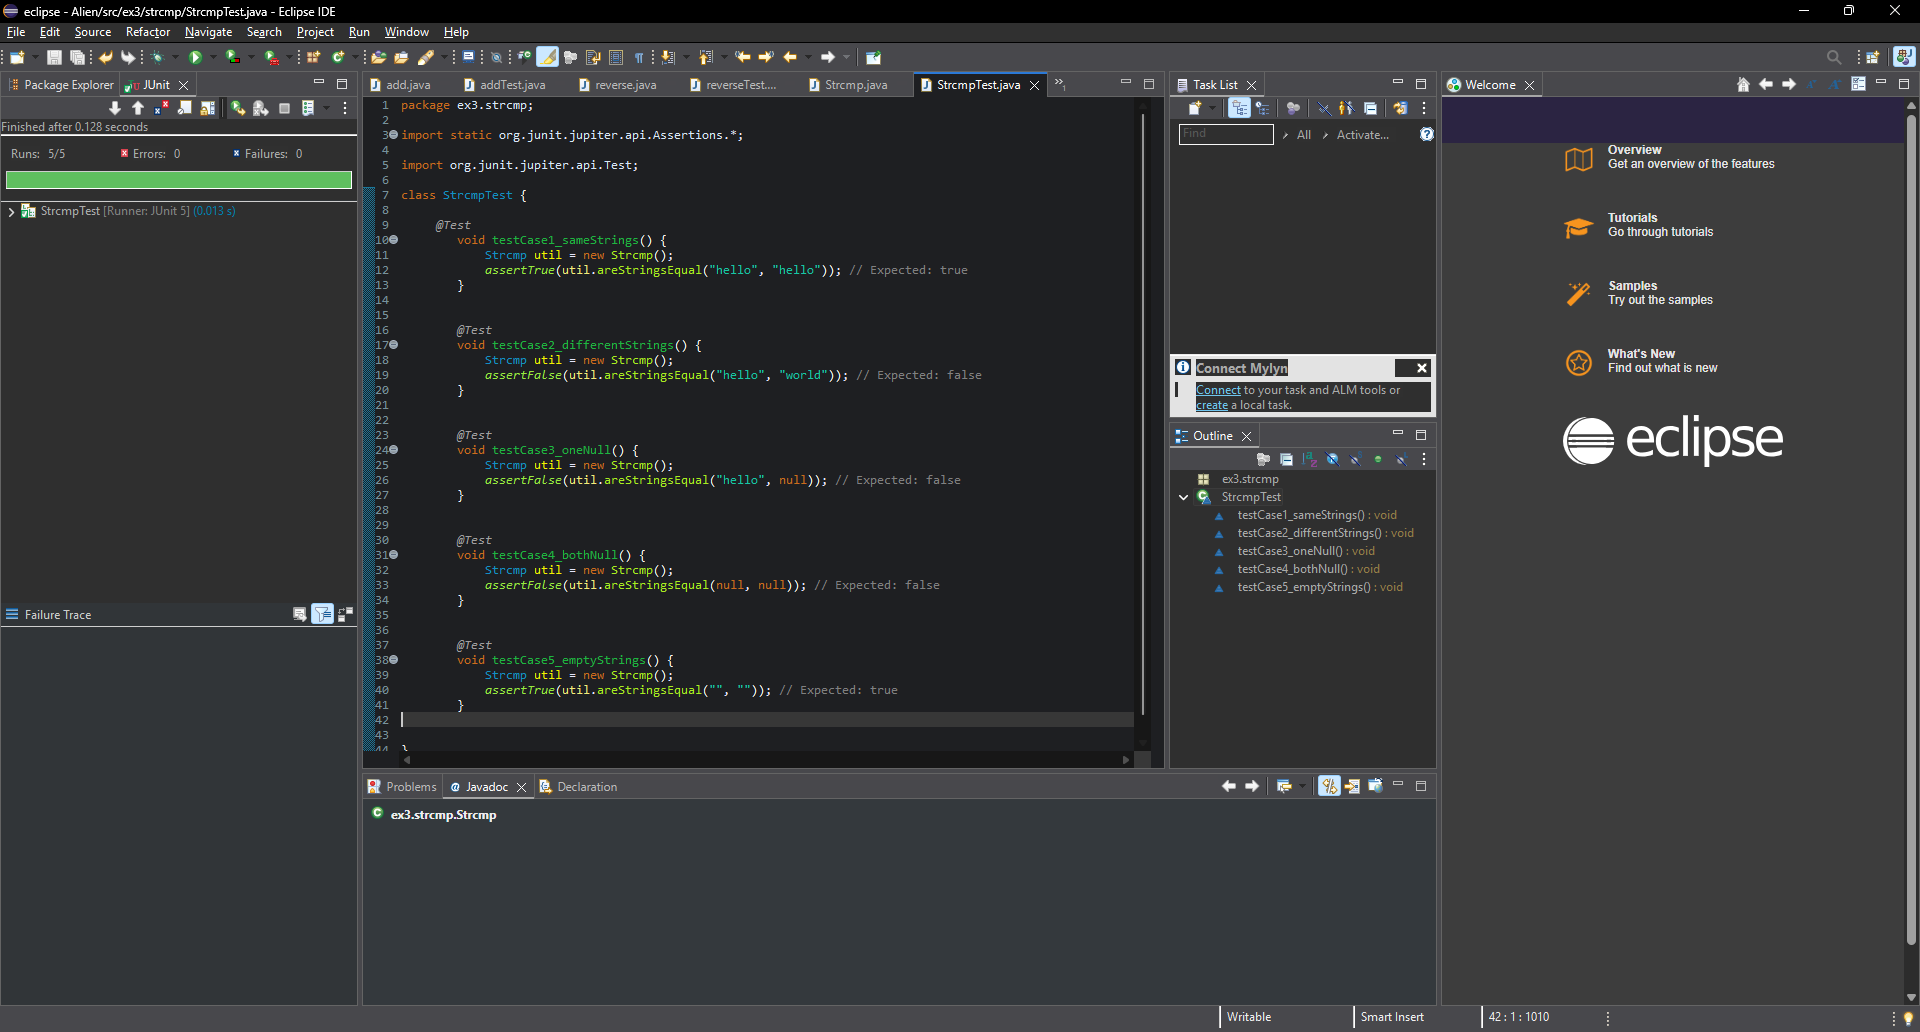 eclipse - Alien/src/ex3/strcmp/StrcmpTest.java - Eclipse IDE
File Edit Source Refactor Navigate Search Project Run Window Help
Package Explorer JUnit
Finished after 0.128 seconds
Runs: 5/5 Errors: 0 Failures: 0
StrcmpTest [Runner: JUnit 5] (0.013 s)
Failure Trace
add.java addTest.java reverse.java reverseTest.... Strcmp.java StrcmpTest.java
1 package ex3.strcmp;
2
3 import static org.junit.jupiter.api.Assertions.*;
4
5 import org.junit.jupiter.api.Test;
6
7 class StrcmpTest {
8
9 @Test
10 void testCase1_sameStrings() {
11 Strcmp util = new Strcmp();
12 assertTrue(util.areStringsEqual("hello", "hello")); // Expected: true
13 }
14
15
16 @Test
17 void testCase2_differentStrings() {
18 Strcmp util = new Strcmp();
19 assertFalse(util.areStringsEqual("hello", "world")); // Expected: false
20 }
21
22
23 @Test
24 void testCase3_oneNull() {
25 Strcmp util = new Strcmp();
26 assertFalse(util.areStringsEqual("hello", null)); // Expected: false
27 }
28
29
30 @Test
31 void testCase4_bothNull() {
32 Strcmp util = new Strcmp();
33 assertFalse(util.areStringsEqual(null, null)); // Expected: false
34 }
35
36
37 @Test
38 void testCase5_emptyStrings() {
39 Strcmp util = new Strcmp();
40 assertTrue(util.areStringsEqual("", "")); // Expected: true
41 }
42
43
44 }
Problems Javadoc Declaration
ex3.strcmp.Strcmp
Task List
Find All Activate...
Connect Mylyn
Connect to your task and ALM tools or
create a local task.
Outline
ex3.strcmp
StrcmpTest
testCase1_sameStrings() : void
testCase2_differentStrings() : void
testCase3_oneNull() : void
testCase4_bothNull() : void
testCase5_emptyStrings() : void
Welcome
Overview
Get an overview of the features
Tutorials
Go through tutorials
Samples
Try out the samples
What's New
Find out what is new
eclipse
Writable Smart Insert 42 : 1 : 1010